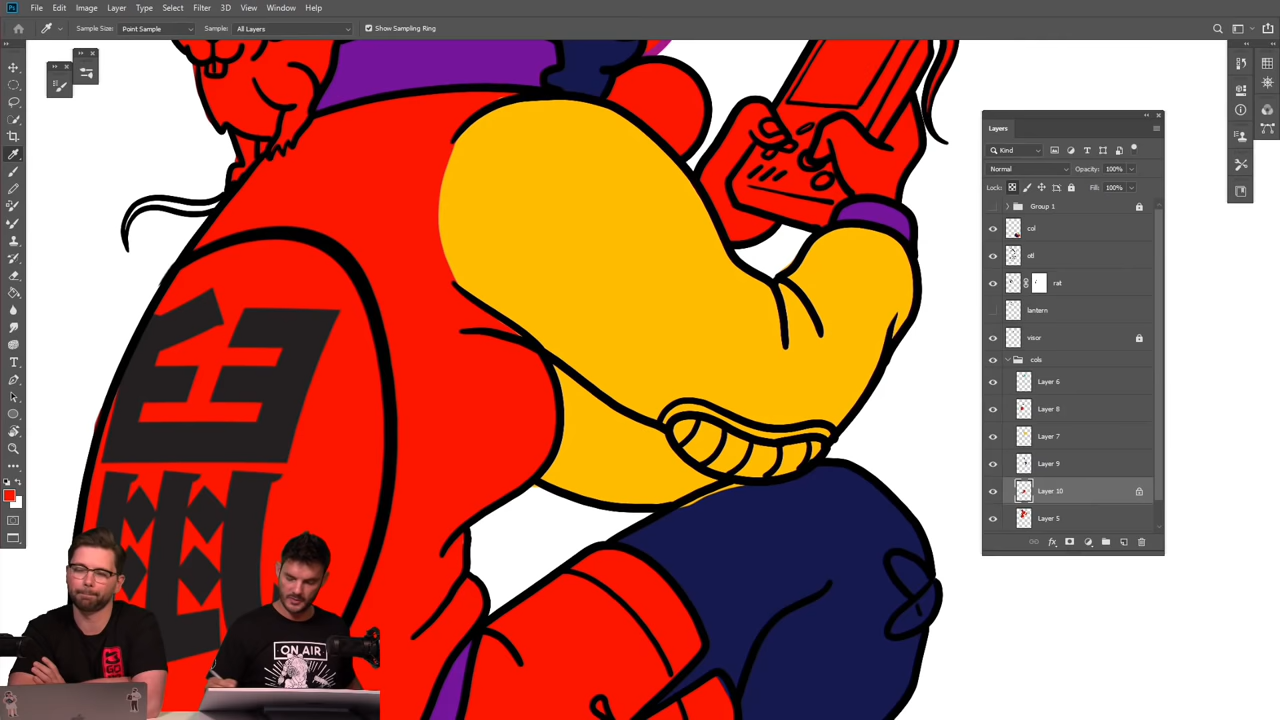 Ps File Edit Image Layer Type Select Filter 3D View Window Help
Sample Size: Point Sample Sample: All Layers Show Sampling Ring
Layers
Kind
Normal Opacity: 100%
Lock: Fill: 100%
Group 1
col
otl
rat
lantern
visor
cols
Layer 6
Layer 8
Layer 7
Layer 9
Layer 10
Layer 5
fx
ON AIR